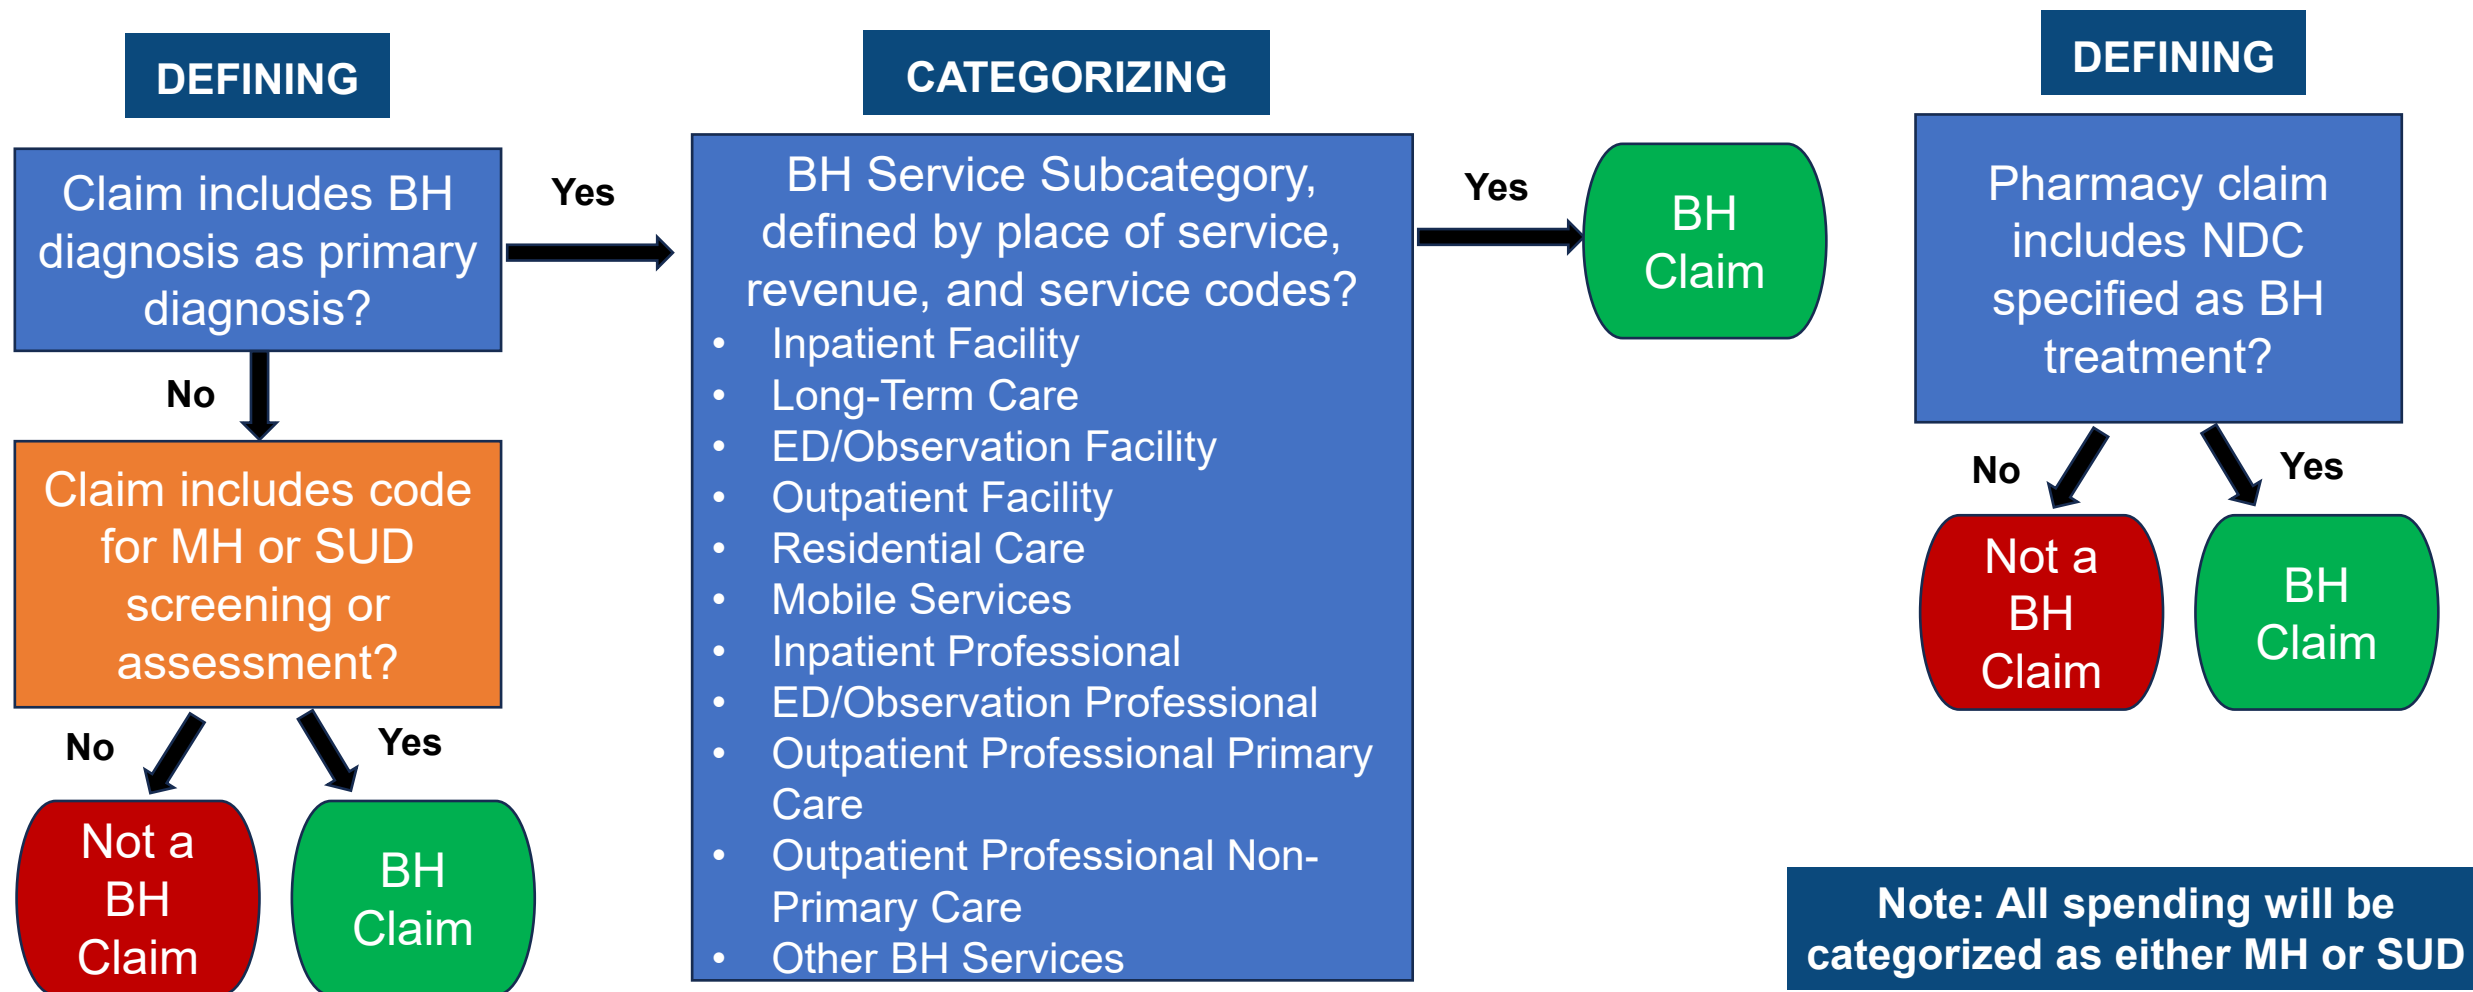 DEFINING
Claim includes BH
diagnosis as primary
diagnosis?
Yes
No
Claim includes code
for MH or SUD
screening or
assessment?
No
Yes
Not a
BH
Claim
BH
Claim
CATEGORIZING
BH Service Subcategory,
defined by place of service,
revenue, and service codes?
• Inpatient Facility
• Long-Term Care
• ED/Observation Facility
• Outpatient Facility
• Residential Care
• Mobile Services
• Inpatient Professional
• ED/Observation Professional
• Outpatient Professional Primary
Care
• Outpatient Professional Non-
Primary Care
• Other BH Services
Yes
BH
Claim
DEFINING
Pharmacy claim
includes NDC
specified as BH
treatment?
No
Yes
Not a
BH
Claim
BH
Claim
Note: All spending will be
categorized as either MH or SUD